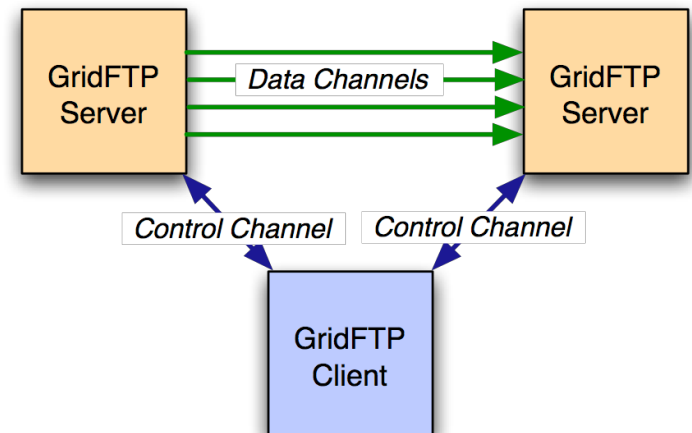 GridFTP
Server
Data Channels
GridFTP
Server
Control Channel
Control Channel
GridFTP
Client